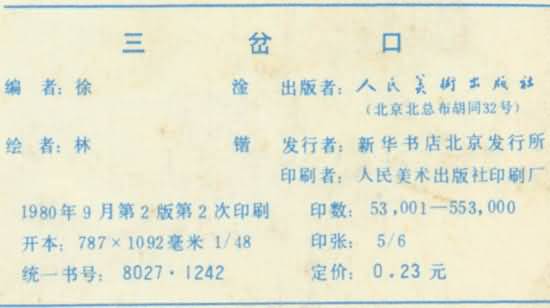 三岔口
编者：徐淦 出版者：人民美術出版社
（北京北总布胡同32号）
绘者：林锴 发行者：新华书店北京发行所
印刷者：人民美术出版社印刷厂
1980年9月第2版第2次印刷 印数：53,001—553,000
开本：787×1092毫米 1/48 印张：5/6
统一书号：8027·1242 定价：0.23元